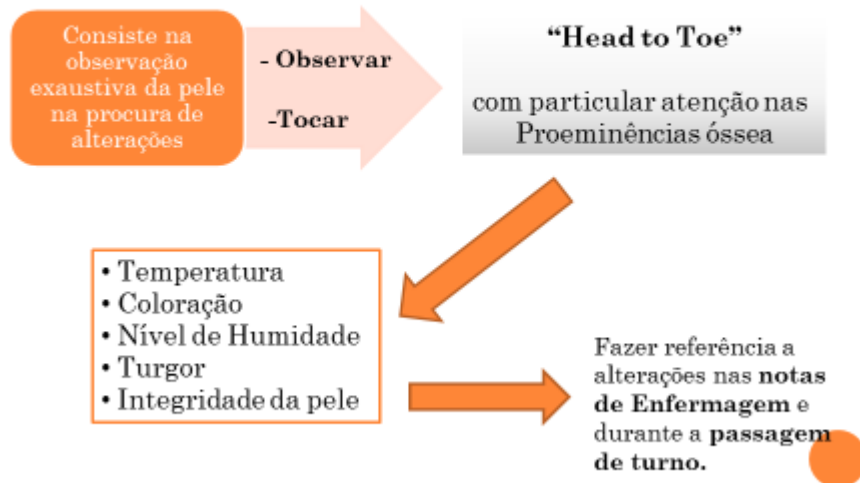 Consiste na
observação
exaustiva da pele
na procura de
alterações
- Observar
-Tocar
“Head to Toe”
com particular atenção nas
Proeminências óssea
• Temperatura
• Coloração
• Nível de Humidade
• Turgor
• Integridade da pele
Fazer referência a
alterações nas notas
de Enfermagem e
durante a passagem
de turno.